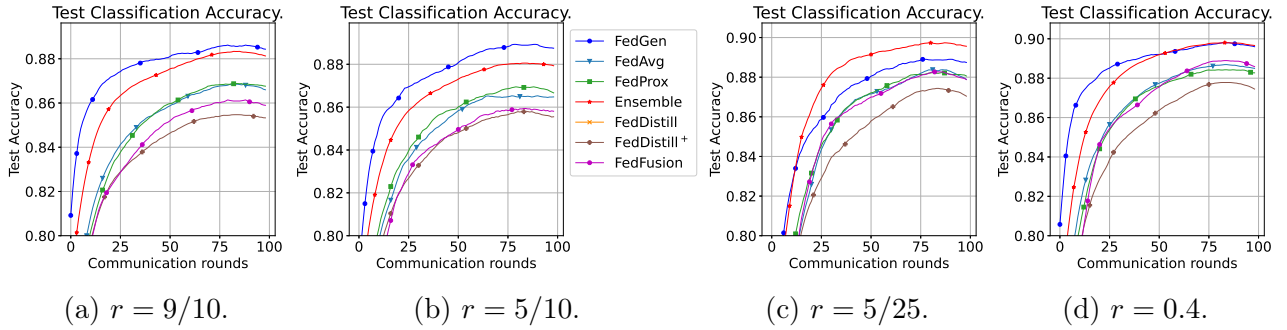 Test Classification Accuracy.
Test Accuracy
0.88
0.86
0.84
0.82
0.80
0 25 50 75 100
Communication rounds
(a) r = 9/10.
Test Classification Accuracy.
Test Accuracy
0.88
0.86
0.84
0.82
0.80
0 25 50 75 100
Communication rounds
(b) r = 5/10.
FedGen
FedAvg
FedProx
Ensemble
FedDistill
FedDistill⁺
FedFusion
Test Classification Accuracy.
Test Accuracy
0.90
0.88
0.86
0.84
0.82
0.80
0 25 50 75 100
Communication rounds
(c) r = 5/25.
Test Classification Accuracy.
Test Accuracy
0.90
0.88
0.86
0.84
0.82
0.80
0 25 50 75 100
Communication rounds
(d) r = 0.4.